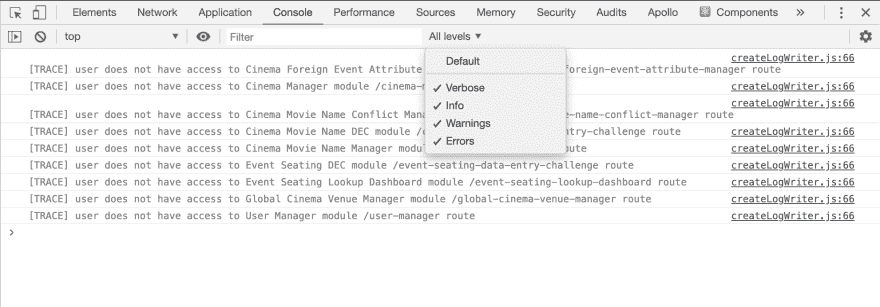 Elements Network Application Console Performance Sources Memory Security Audits Apollo Components »
top Filter All levels
Default
Verbose
Info
Warnings
Errors
createLogWriter.js:66
[TRACE] user does not have access to Cinema Foreign Event Attribute foreign-event-attribute-manager route
[TRACE] user does not have access to Cinema Manager module /cinema- createLogWriter.js:66
createLogWriter.js:66
[TRACE] user does not have access to Cinema Movie Name Conflict Mana e-name-conflict-manager route
[TRACE] user does not have access to Cinema Movie Name DEC module / entry-challenge route createLogWriter.js:66
[TRACE] user does not have access to Cinema Movie Name Manager modu route createLogWriter.js:66
[TRACE] user does not have access to Event Seating DEC module /event-seating-data-entry-challenge route createLogWriter.js:66
[TRACE] user does not have access to Event Seating Lookup Dashboard module /event-seating-lookup-dashboard route createLogWriter.js:66
[TRACE] user does not have access to Global Cinema Venue Manager module /global-cinema-venue-manager route createLogWriter.js:66
[TRACE] user does not have access to User Manager module /user-manager route createLogWriter.js:66
>